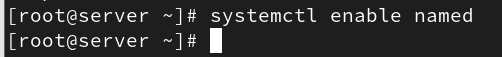 [root@server ~]# systemctl enable named
[root@server ~]#